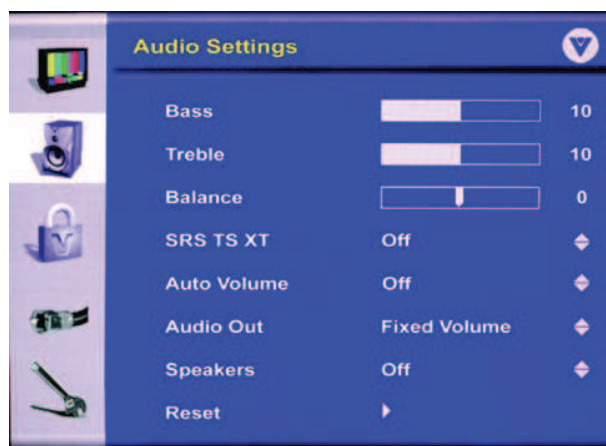 Audio Settings
Bass 10
Treble 10
Balance 0
SRS TS XT Off
Auto Volume Off
Audio Out Fixed Volume
Speakers Off
Reset